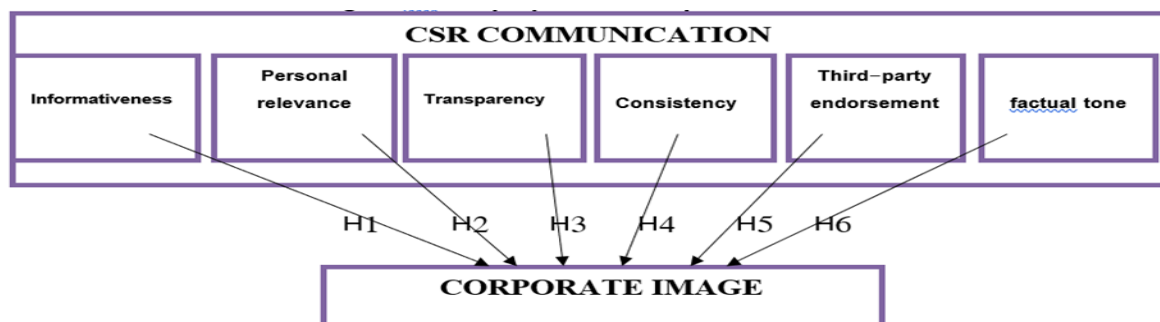 CSR COMMUNICATION
Informativeness
Personal
relevance
Transparency
Consistency
Third-party
endorsement
factual tone
H1
H2
H3
H4
H5
H6
CORPORATE IMAGE